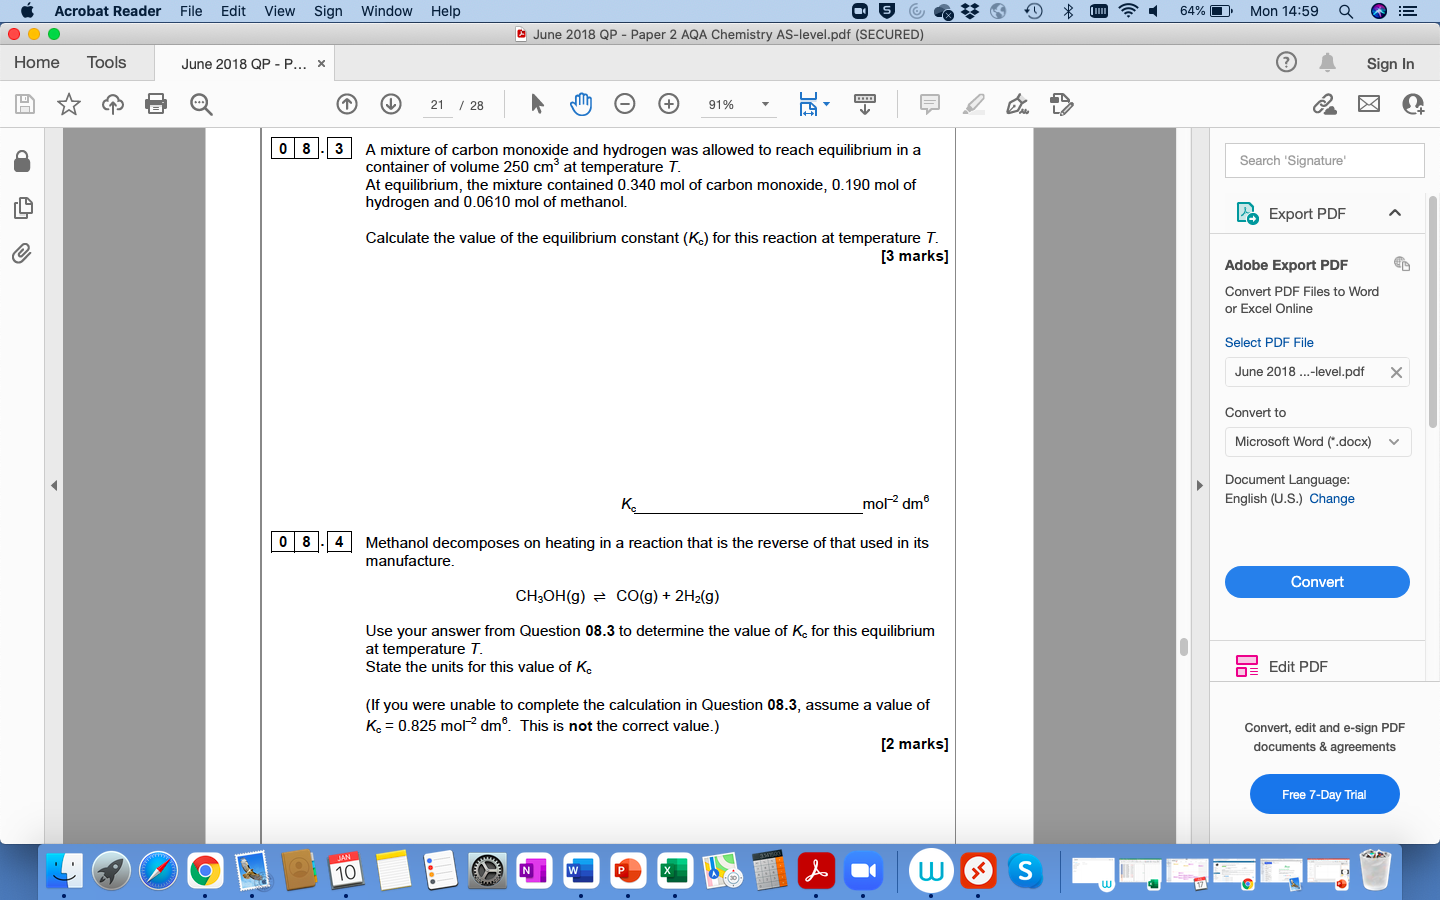 Acrobat Reader File Edit View Sign Window Help 64% Mon 14:59
June 2018 QP - Paper 2 AQA Chemistry AS-level.pdf (SECURED)
Home Tools June 2018 QP - P... × Sign In
21 / 28 91%
0 8 . 3 A mixture of carbon monoxide and hydrogen was allowed to reach equilibrium in a
container of volume 250 cm³ at temperature T.
At equilibrium, the mixture contained 0.340 mol of carbon monoxide, 0.190 mol of
hydrogen and 0.0610 mol of methanol.
Calculate the value of the equilibrium constant (Kc) for this reaction at temperature T.
[3 marks]
Kc mol⁻² dm⁶
0 8 . 4 Methanol decomposes on heating in a reaction that is the reverse of that used in its
manufacture.
CH₃OH(g) ⇌ CO(g) + 2H₂(g)
Use your answer from Question 08.3 to determine the value of Kc for this equilibrium
at temperature T.
State the units for this value of Kc
(If you were unable to complete the calculation in Question 08.3, assume a value of
Kc = 0.825 mol⁻² dm⁶. This is not the correct value.)
[2 marks]
Search 'Signature'
Export PDF
Adobe Export PDF
Convert PDF Files to Word
or Excel Online
Select PDF File
June 2018 ...-level.pdf
Convert to
Microsoft Word (*.docx)
Document Language:
English (U.S.) Change
Convert
Edit PDF
Convert, edit and e-sign PDF
documents & agreements
Free 7-Day Trial
JAN
10
N W P X W S